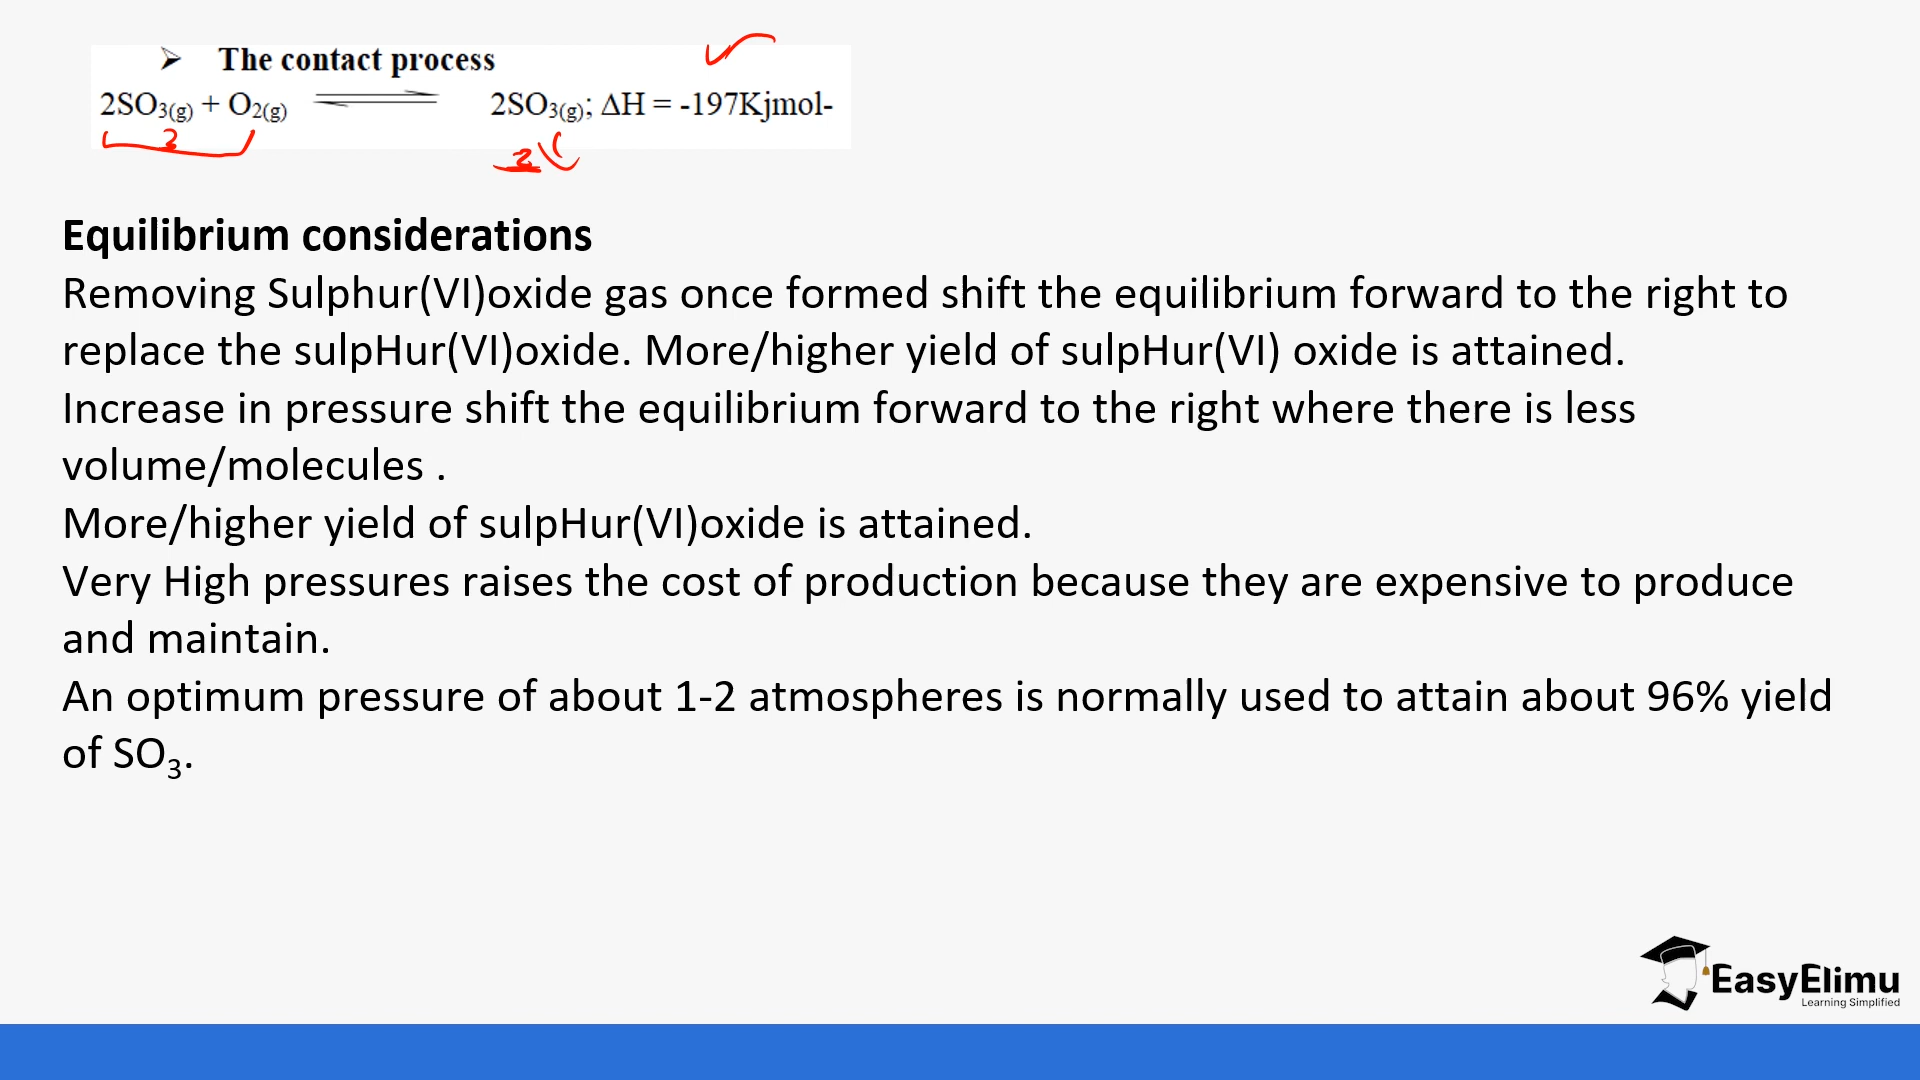 ➢ The contact process
2SO₃(g) + O₂(g) ⇌ 2SO₃(g); ΔH = -197Kjmol-
3
2
Equilibrium considerations
Removing Sulphur(VI)oxide gas once formed shift the equilibrium forward to the right to
replace the sulpHur(VI)oxide. More/higher yield of sulpHur(VI) oxide is attained.
Increase in pressure shift the equilibrium forward to the right where there is less
volume/molecules .
More/higher yield of sulpHur(VI)oxide is attained.
Very High pressures raises the cost of production because they are expensive to produce
and maintain.
An optimum pressure of about 1-2 atmospheres is normally used to attain about 96% yield
of SO₃.
EasyElimu
Learning Simplified